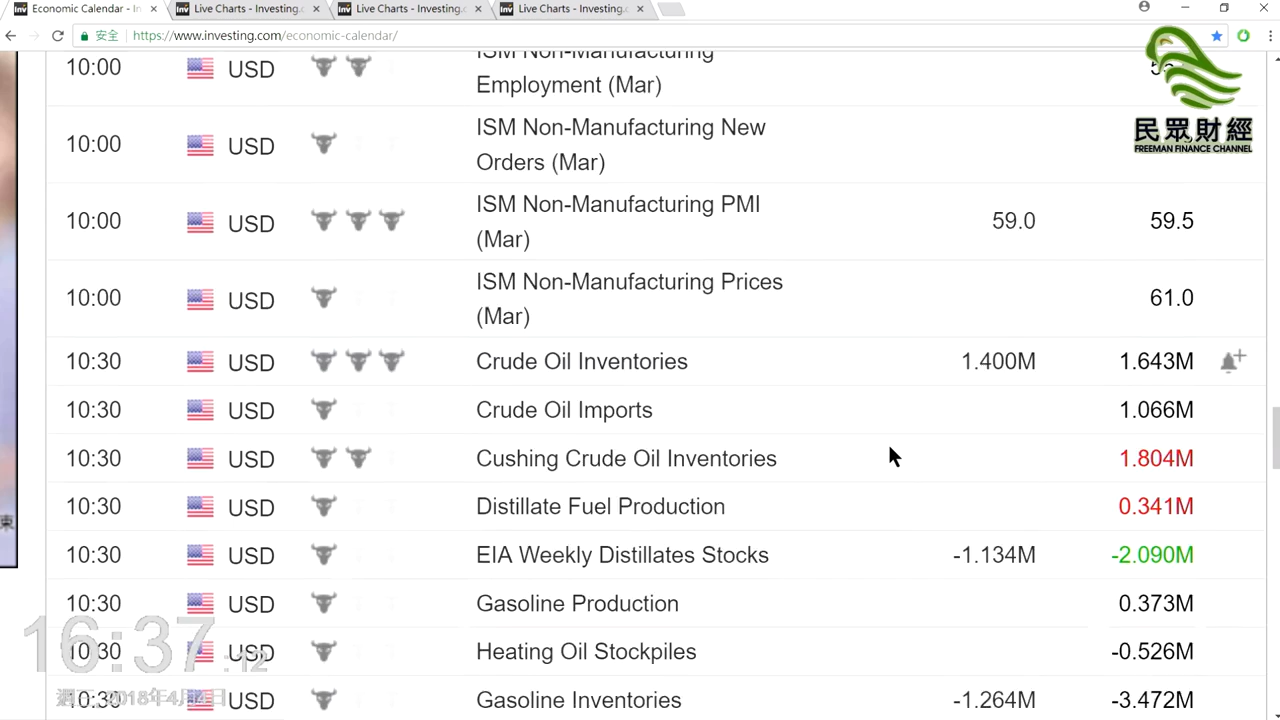 Economic Calendar - In
Live Charts - Investing.c
Live Charts - Investing.c
Live Charts - Investing.c
安全 https://www.investing.com/economic-calendar/
10:00 USD ISM Non-Manufacturing
Employment (Mar)
民眾財經
FREEMAN FINANCE CHANNEL
10:00 USD ISM Non-Manufacturing New
Orders (Mar)
10:00 USD ISM Non-Manufacturing PMI 59.0 59.5
(Mar)
10:00 USD ISM Non-Manufacturing Prices 61.0
(Mar)
10:30 USD Crude Oil Inventories 1.400M 1.643M
10:30 USD Crude Oil Imports 1.066M
10:30 USD Cushing Crude Oil Inventories 1.804M
10:30 USD Distillate Fuel Production 0.341M
10:30 USD EIA Weekly Distillates Stocks -1.134M -2.090M
10:30 USD Gasoline Production 0.373M
10:30 USD Heating Oil Stockpiles -0.526M
16:37:12
10:30 USD Gasoline Inventories -1.264M -3.472M